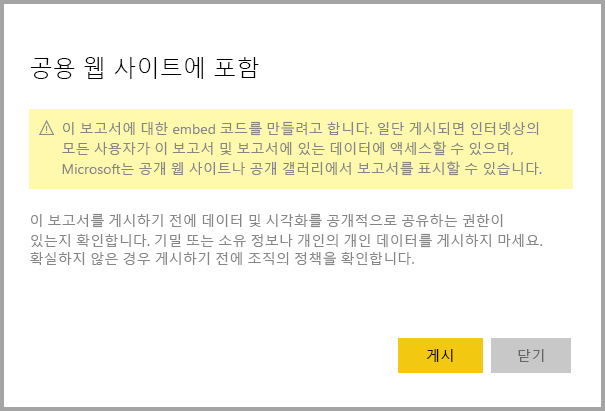 공용 웹 사이트에 포함
이 보고서에 대한 embed 코드를 만들려고 합니다. 일단 게시되면 인터넷상의
모든 사용자가 이 보고서 및 보고서에 있는 데이터에 액세스할 수 있으며,
Microsoft는 공개 웹 사이트나 공개 갤러리에서 보고서를 표시할 수 있습니다.
이 보고서를 게시하기 전에 데이터 및 시각화를 공개적으로 공유하는 권한이
있는지 확인합니다. 기밀 또는 소유 정보나 개인의 개인 데이터를 게시하지 마세요.
확실하지 않은 경우 게시하기 전에 조직의 정책을 확인합니다.
게시
닫기